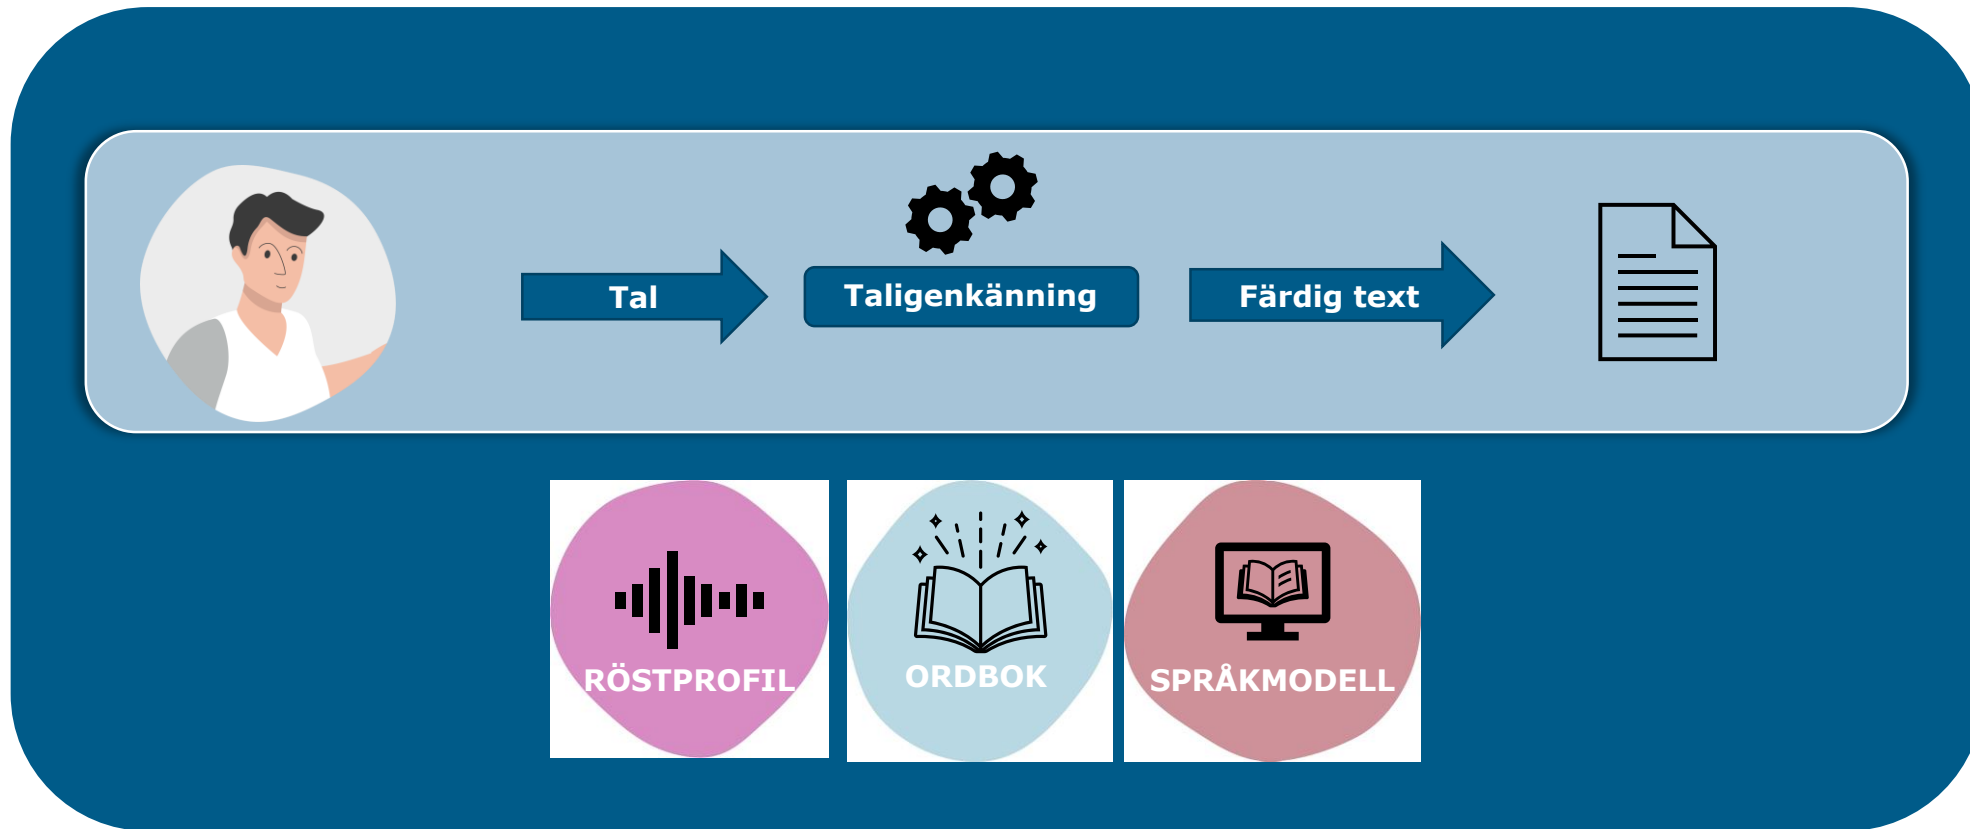 Tal
Taligenkänning
Färdig text
RÖSTPROFIL
ORDBOK
SPRÅKMODELL